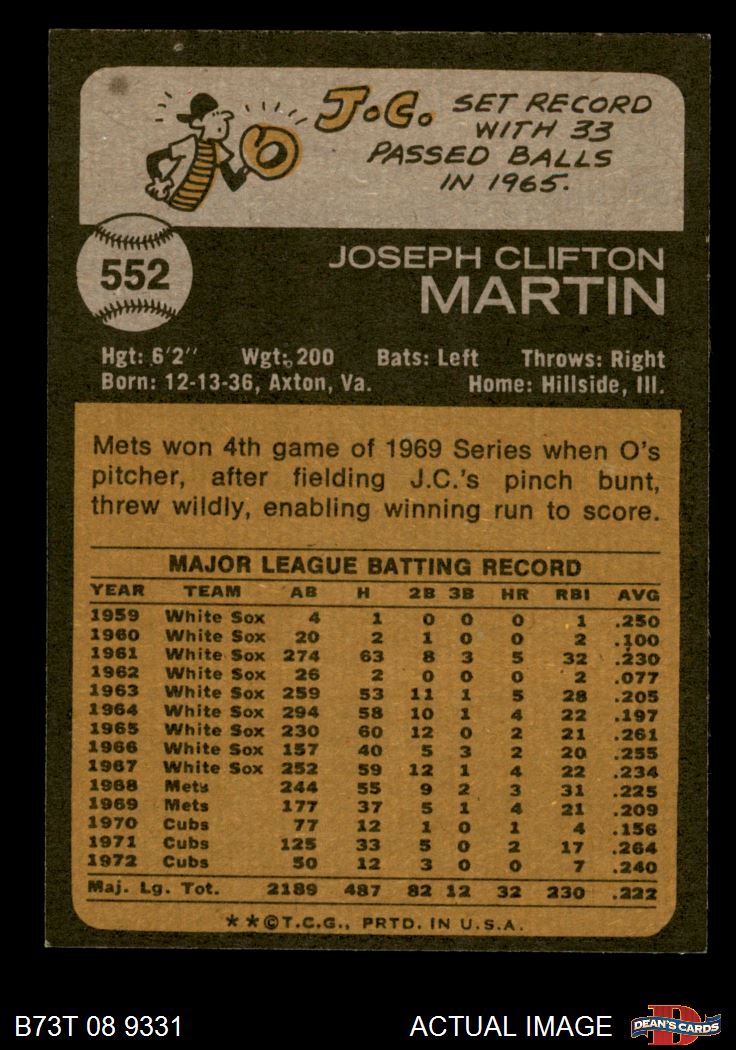 J.C. SET RECORD
WITH 33
PASSED BALLS
IN 1965.
552
JOSEPH CLIFTON
MARTIN
Hgt: 6'2" Wgt: 200 Bats: Left Throws: Right
Born: 12-13-36, Axton, Va. Home: Hillside, Ill.
Mets won 4th game of 1969 Series when O's
pitcher, after fielding J.C.'s pinch bunt,
threw wildly, enabling winning run to score.
MAJOR LEAGUE BATTING RECORD
YEAR TEAM AB H 2B 3B HR RBI AVG
1959 White Sox 4 1 0 0 0 1 .250
1960 White Sox 20 2 1 0 0 2 .100
1961 White Sox 274 63 8 3 5 32 .230
1962 White Sox 26 2 0 0 0 2 .077
1963 White Sox 259 53 11 1 5 28 .205
1964 White Sox 294 58 10 1 4 22 .197
1965 White Sox 230 60 12 0 2 21 .261
1966 White Sox 157 40 5 3 2 20 .255
1967 White Sox 252 59 12 1 4 22 .234
1968 Mets 244 55 9 2 3 31 .225
1969 Mets 177 37 5 1 4 21 .209
1970 Cubs 77 12 1 0 1 4 .156
1971 Cubs 125 33 5 0 2 17 .264
1972 Cubs 50 12 3 0 0 7 .240
Maj. Lg. Tot. 2189 487 82 12 32 230 .222
**©T.C.G., PRTD. IN U.S.A.
B73T 08 9331 ACTUAL IMAGE D DEAN'S CARDS